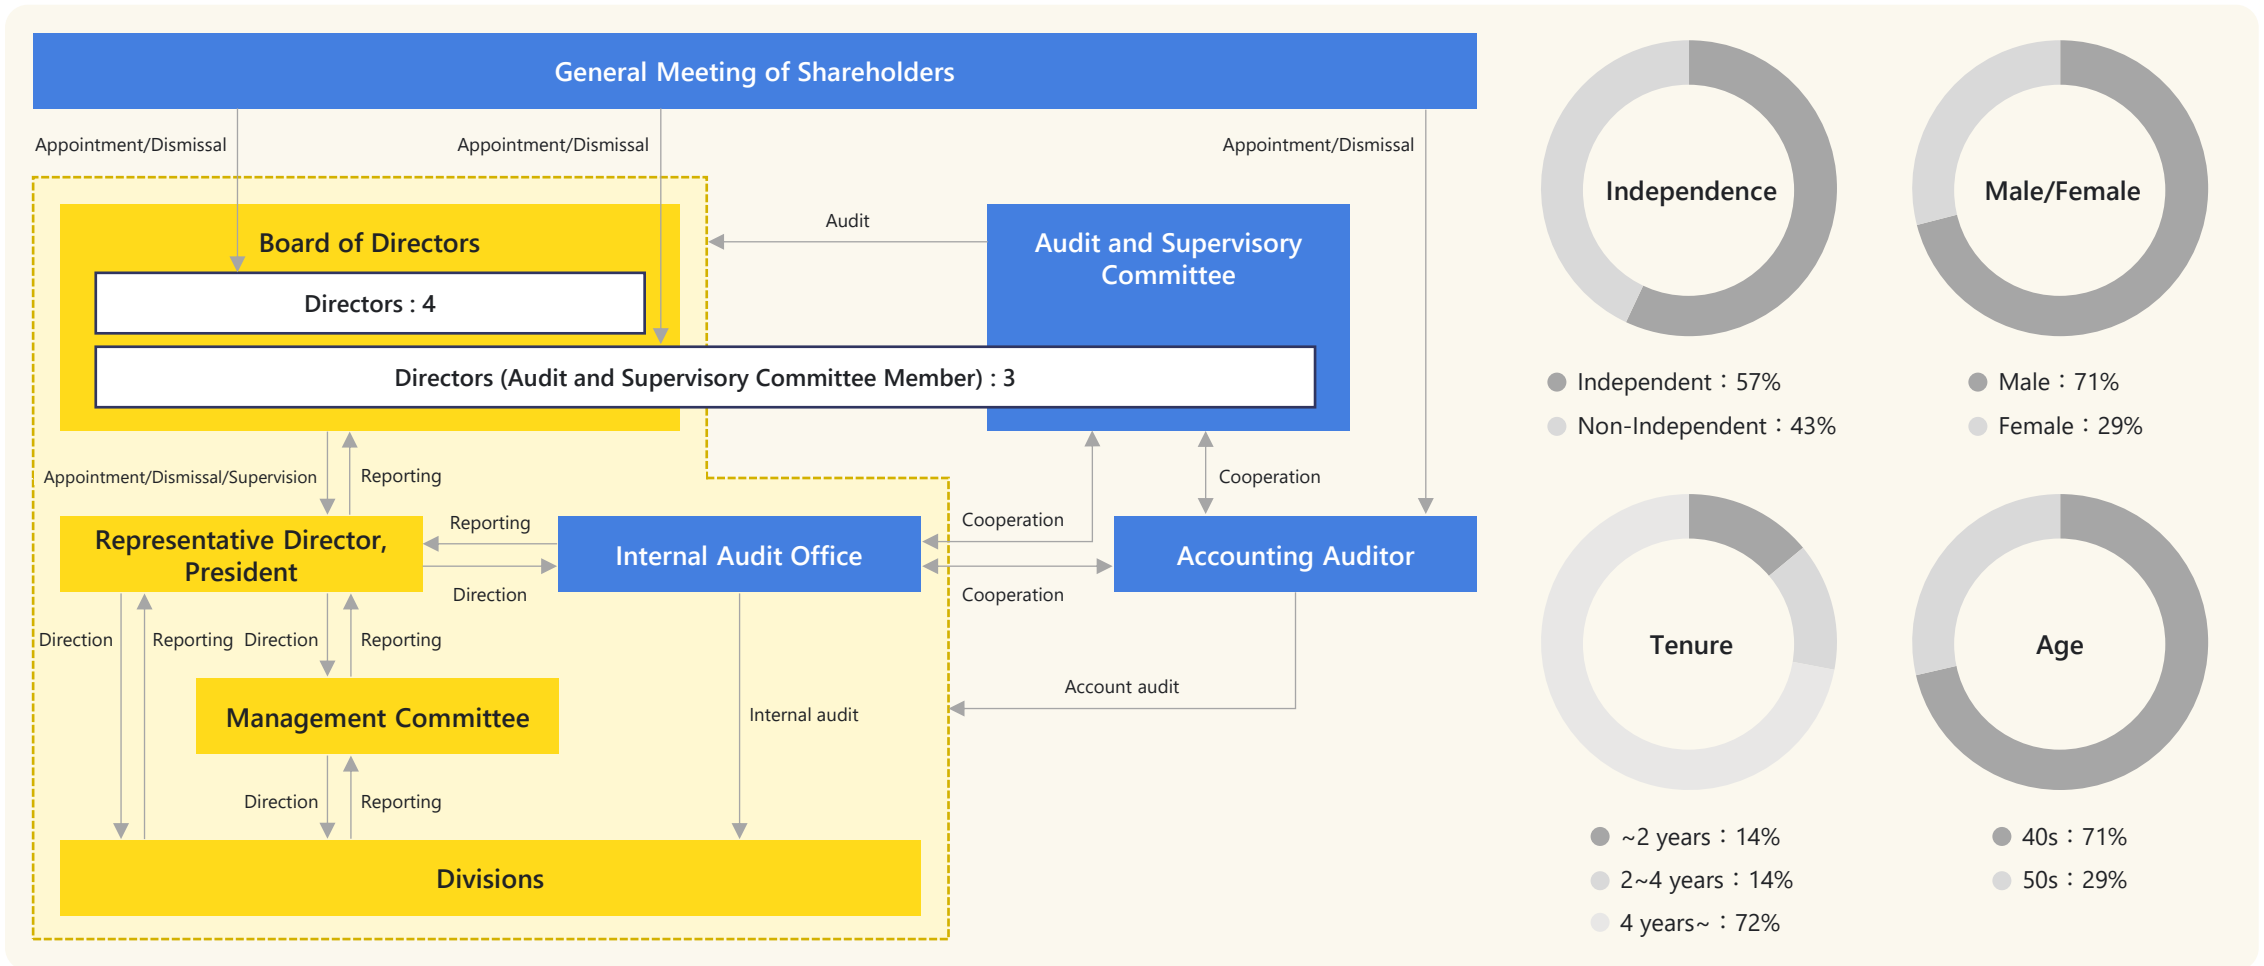 General Meeting of Shareholders
Appointment/Dismissal
Appointment/Dismissal
Appointment/Dismissal
Board of Directors
Directors : 4
Directors (Audit and Supervisory Committee Member) : 3
Audit
Audit and Supervisory
Committee
Appointment/Dismissal/Supervision
Reporting
Cooperation
Representative Director,
President
Reporting
Direction
Internal Audit Office
Cooperation
Cooperation
Accounting Auditor
Direction
Reporting
Direction
Reporting
Management Committee
Internal audit
Account audit
Direction
Reporting
Divisions
Independence
Independent：57%
Non-Independent：43%
Male/Female
Male：71%
Female：29%
Tenure
~2 years：14%
2~4 years：14%
4 years~：72%
Age
40s：71%
50s：29%